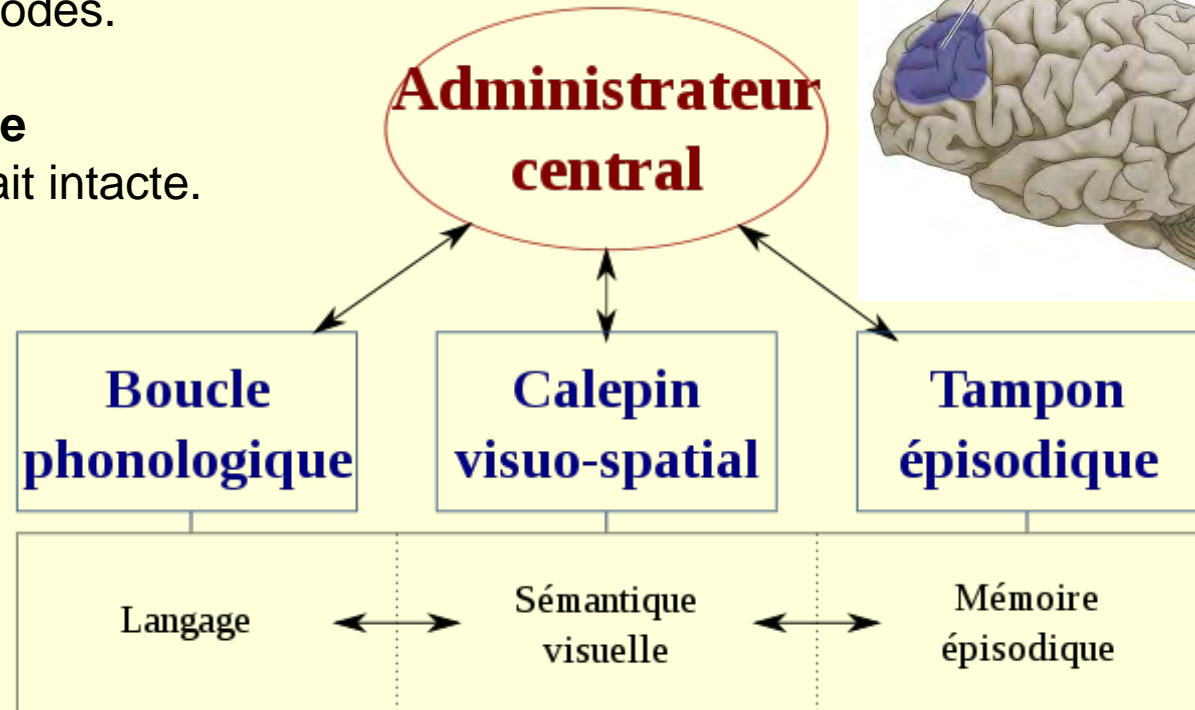 odes.
e
ait intacte.
Administrateur
central
Boucle
phonologique
Calepin
visuo-spatial
Tampon
épisodique
Langage
Sémantique
visuelle
Mémoire
épisodique